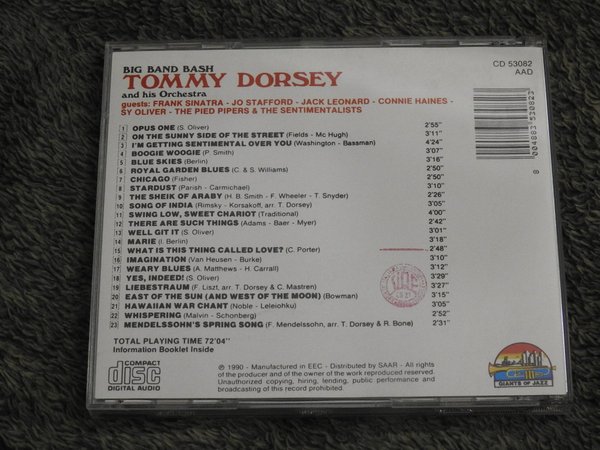 BIG BAND BASH
TOMMY DORSEY
and his Orchestra
guests: FRANK SINATRA - JO STAFFORD - JACK LEONARD - CONNIE HAINES -
SY OLIVER - THE PIED PIPERS & THE SENTIMENTALISTS
CD 53082
AAD
8 004883 530823
1 OPUS ONE (S. Oliver) 2'55"
2 ON THE SUNNY SIDE OF THE STREET (Fields - Mc Hugh) 3'11"
3 I'M GETTING SENTIMENTAL OVER YOU (Washington - Bassman) 4'24"
4 BOOGIE WOOGIE (P. Smith) 3'07"
5 BLUE SKIES (Berlin) 3'16"
6 ROYAL GARDEN BLUES (C. & S. Williams) 2'50"
7 CHICAGO (Fisher) 2'50"
8 STARDUST (Parish - Carmichael) 3'10"
9 THE SHEIK OF ARABY (H. B. Smith - F. Wheeler - T. Snyder) 2'26"
10 SONG OF INDIA (Rimsky - Korsakoff, arr. T. Dorsey) 3'05"
11 SWING LOW, SWEET CHARIOT (Traditional) 4'00"
12 THERE ARE SUCH THINGS (Adams - Baer - Myer) 2'41"
13 WELL GIT IT (S. Oliver) 3'01"
14 MARIE (I. Berlin) 3'18"
15 WHAT IS THIS THING CALLED LOVE? (C. Porter) 2'48"
16 IMAGINATION (Van Heusen - Burke) 3'10"
17 WEARY BLUES (A. Matthews - H. Carrall) 3'12"
18 YES, INDEED! (S. Oliver) 3'29"
19 LIEBESTRAUM (F. Liszt, arr. T. Dorsey & C. Mastren) 3'27"
20 EAST OF THE SUN (AND WEST OF THE MOON) (Bowman) 3'15"
21 HAWAIIAN WAR CHANT (Noble - Leleiohku) 3'05"
22 WHISPERING (Malvin - Schonberg) 2'52"
23 MENDELSSOHN'S SPRING SONG (F. Mendelssohn, arr. T. Dorsey & R. Bone) 2'31"
TOTAL PLAYING TIME 72'04"
Information Booklet Inside
COMPACT
disc
DIGITAL AUDIO
℗ 1990 - Manufactured in EEC - Distributed by SAAR - All rights
of the producer and of the owner of the work reproduced reserved.
Unauthorized copying, hiring, lending, public performance and
broadcasting of this record prohibited.
GIANTS OF JAZZ